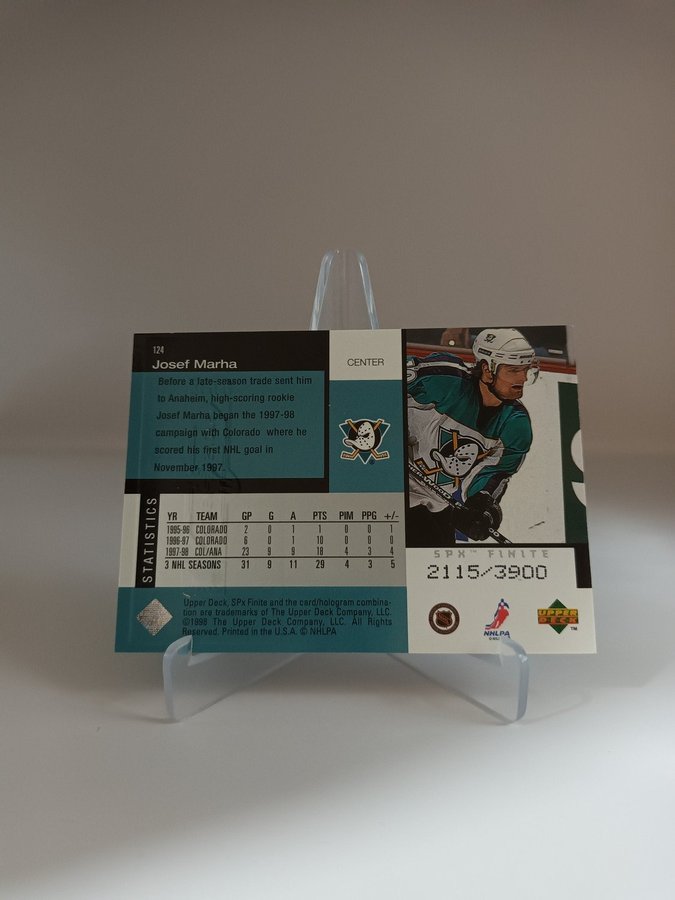 124
Josef Marha
CENTER
Before a late-season trade sent him
to Anaheim, high-scoring rookie
Josef Marha began the 1997-98
campaign with Colorado where he
scored his first NHL goal in
November 1997.
STATISTICS
YR TEAM GP G A PTS PIM PPG +/-
1995-96 COLORADO 2 0 1 1 0 0 1
1996-97 COLORADO 6 0 1 10 0 0 0
1997-98 COL/ANA 23 9 9 18 4 3 4
3 NHL SEASONS 31 9 11 29 4 3 5
SPX™ FINITE
2115/3900
Upper Deck, SPx Finite and the card/hologram combina-
tion are trademarks of The Upper Deck Company, LLC.
©1998 The Upper Deck Company, LLC. All Rights
Reserved. Printed in the U.S.A. © NHLPA
NHL
NHLPA
UPPER
DECK
™